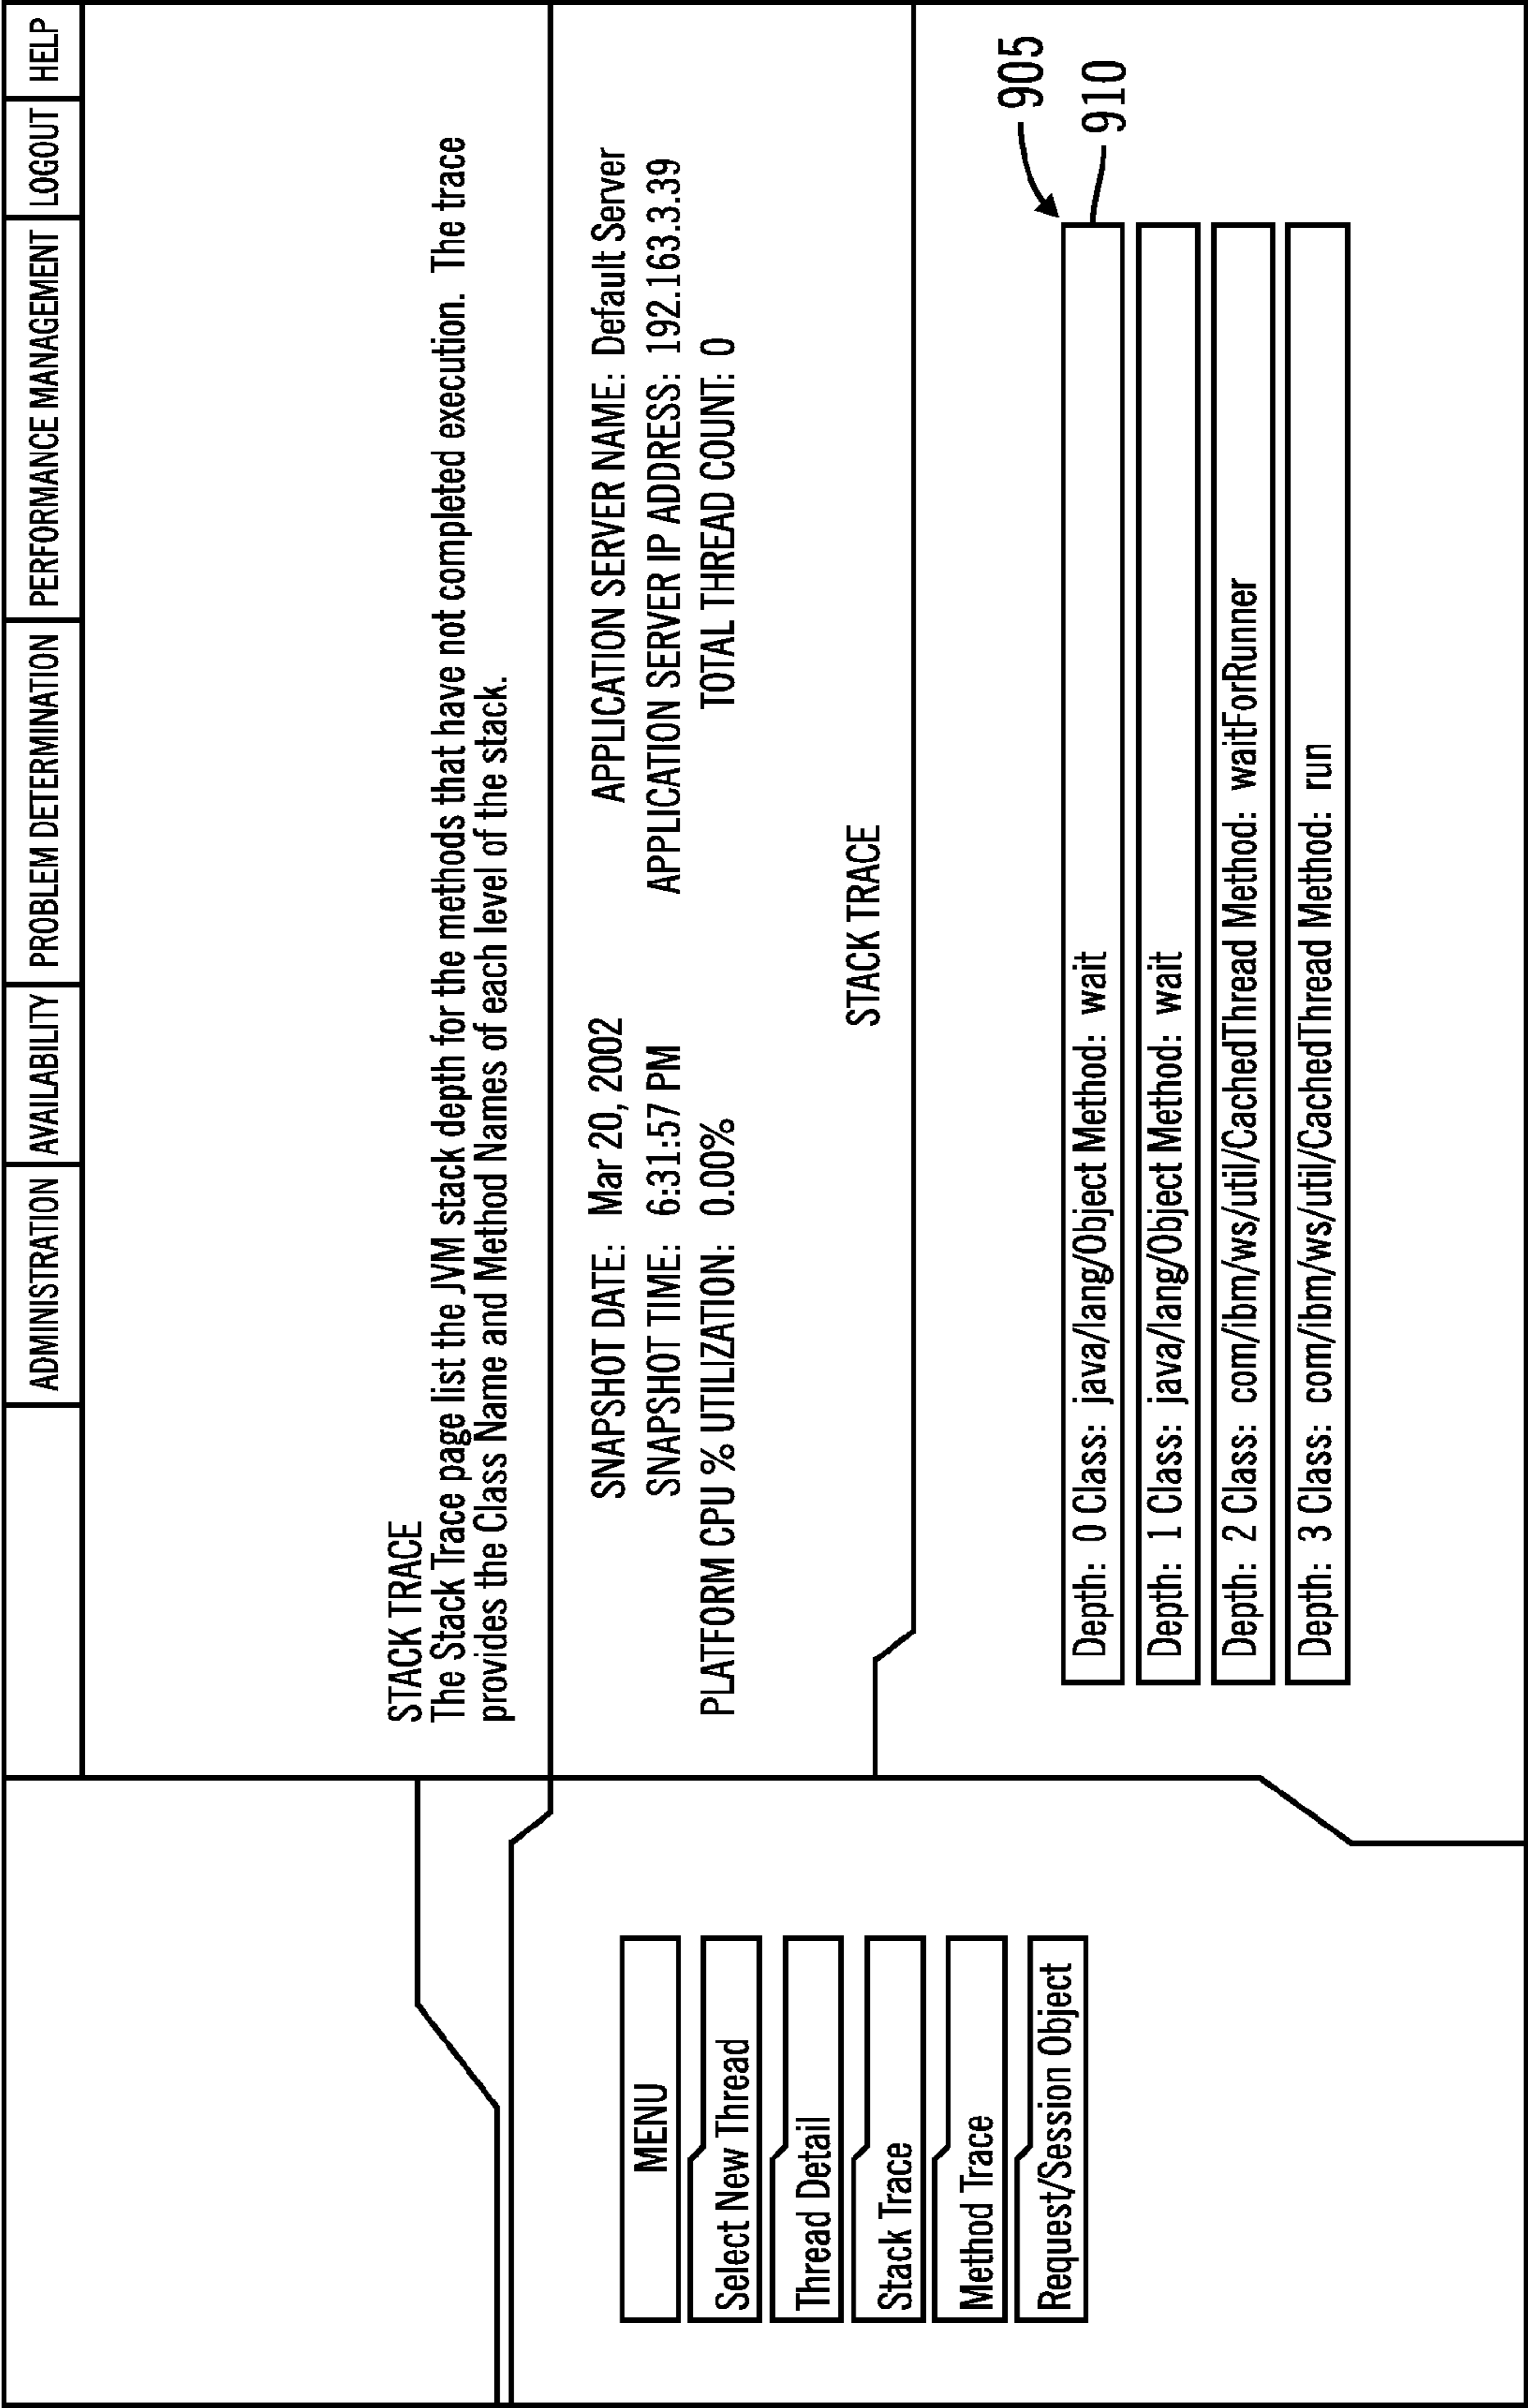 ADMINISTRATION AVAILABILITY PROBLEM DETERMINATION PERFORMANCE MANAGEMENT LOGOUT HELP
STACK TRACE
The Stack Trace page list the JVM stack depth for the methods that have not completed execution. The trace
provides the Class Name and Method Names of each level of the stack.
SNAPSHOT DATE: Mar 20, 2002 APPLICATION SERVER NAME: Default Server
SNAPSHOT TIME: 6:31:57 PM APPLICATION SERVER IP ADDRESS: 192.163.3.39
PLATFORM CPU % UTILIZATION: 0.00% TOTAL THREAD COUNT: 0
STACK TRACE
MENU
Select New Thread
Thread Detail
Stack Trace
Method Trace
Request/Session Object
905
910
Depth: 0 Class: java/lang/Object Method: wait
Depth: 1 Class: java/lang/Object Method: wait
Depth: 2 Class: com/ibm/ws/util/CachedThread Method: waitForRunner
Depth: 3 Class: com/ibm/ws/util/CachedThread Method: run